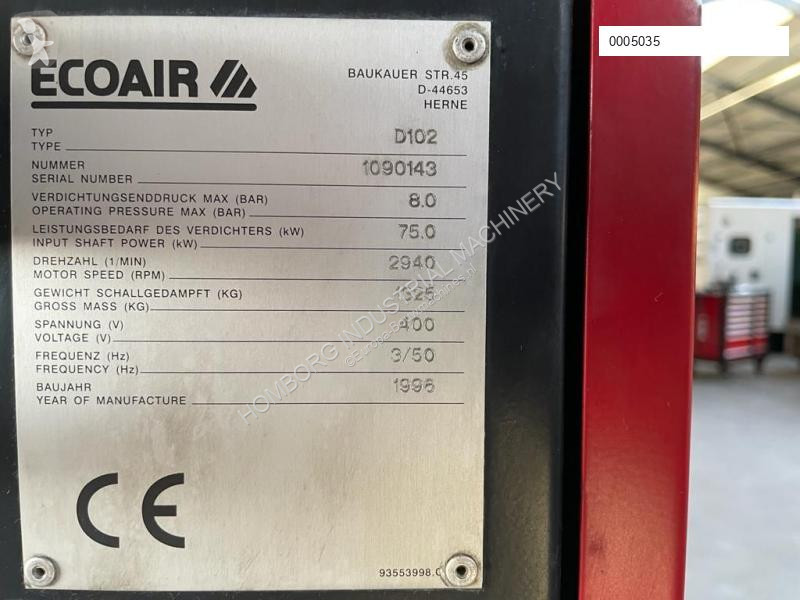 0005035
ECOAIR
BAUKAUER STR.45
D-44653
HERNE
TYP
TYPE D102
NUMMER
SERIAL NUMBER 1090143
VERDICHTUNGSENDDRUCK MAX (BAR)
OPERATING PRESSURE MAX (BAR) 8.0
LEISTUNGSBEDARF DES VERDICHTERS (kW)
INPUT SHAFT POWER (kW) 75.0
DREHZAHL (1/MIN)
MOTOR SPEED (RPM) 2940
GEWICHT SCHALLGEDAMPFT (KG)
GROSS MASS (KG)
SPANNUNG (V)
VOLTAGE (V) 400
FREQUENZ (Hz)
FREQUENCY (Hz) 3/50
BAUJAHR
YEAR OF MANUFACTURE 1996
CE
HOMBORG INDUSTRIAL MACHINERY